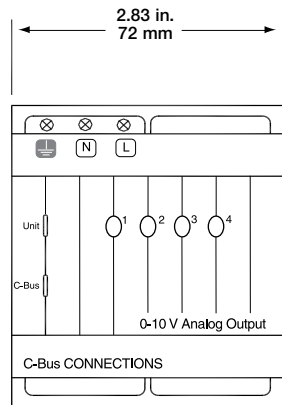 2.83 in.
72 mm
N L
Unit
1 2 3 4
C-Bus
0-10 V Analog Output
C-Bus CONNECTIONS